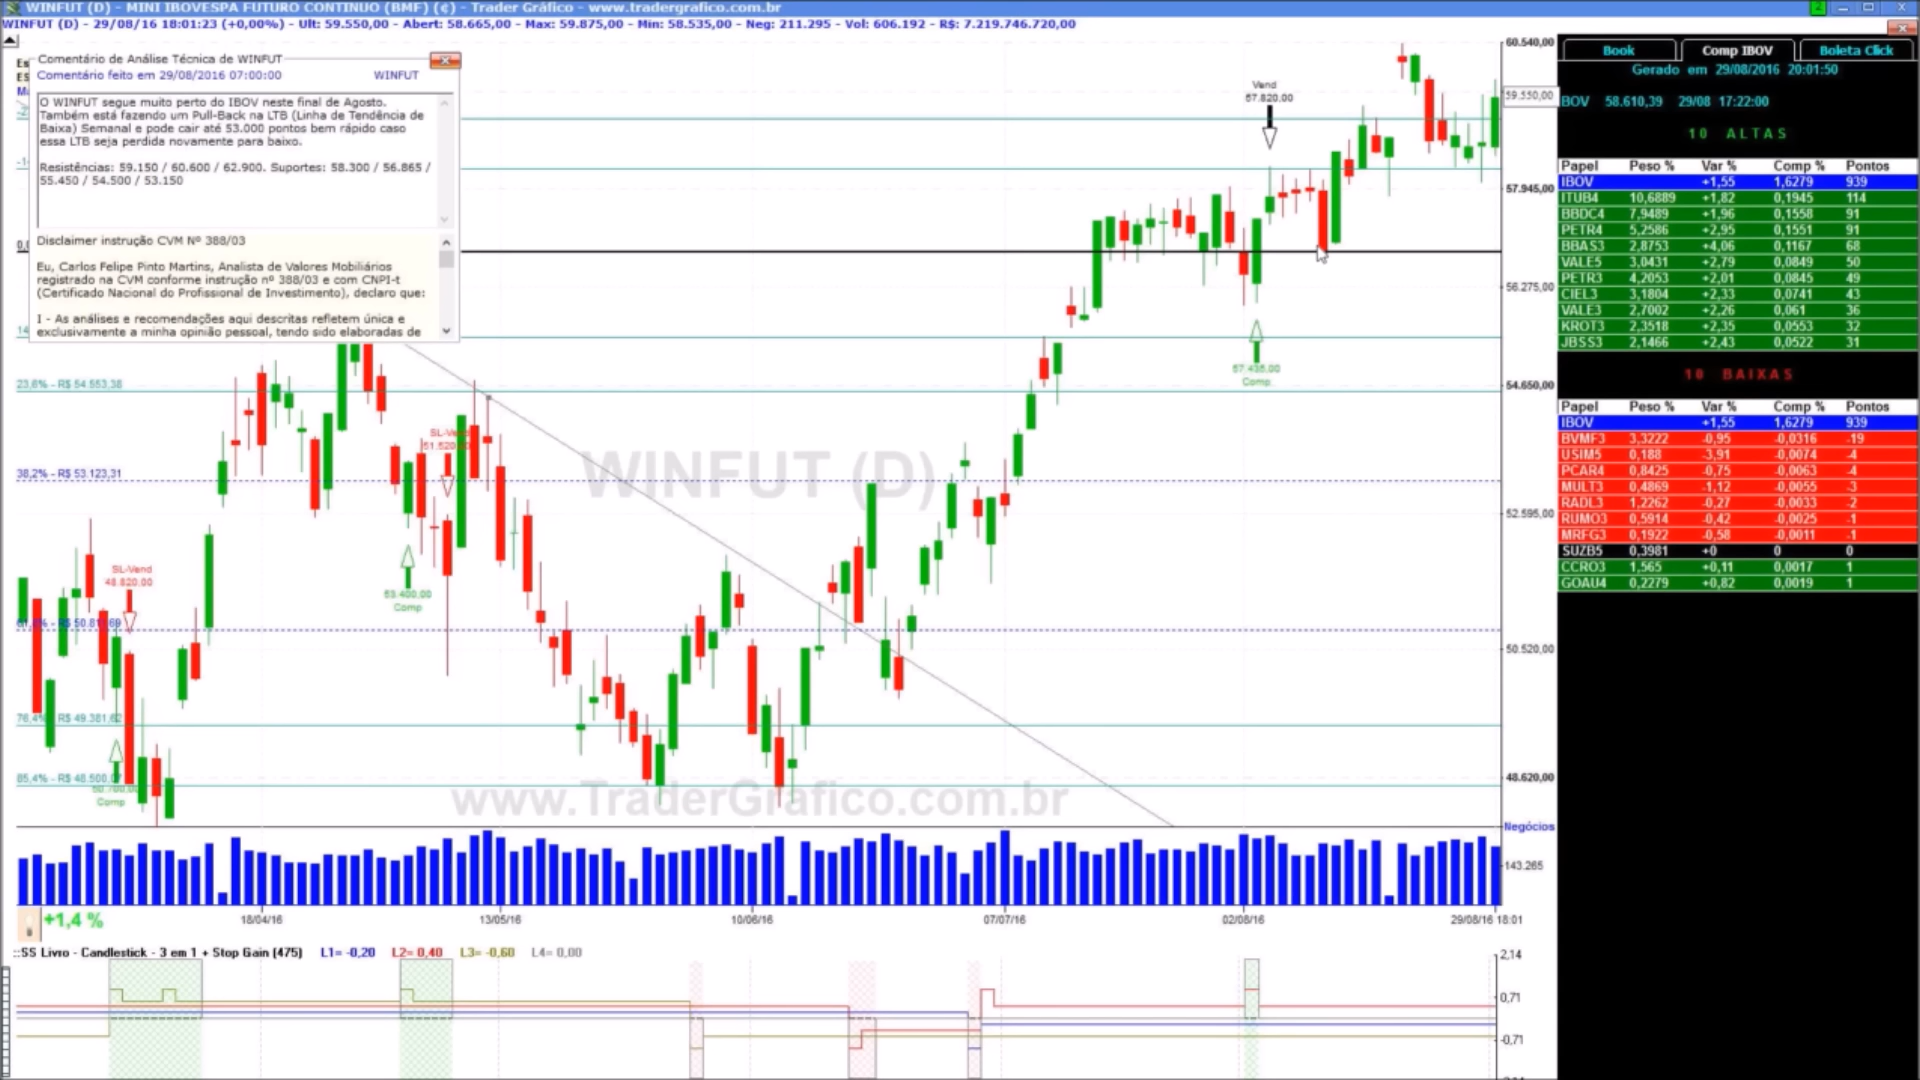 WINFUT (D) - MINI IBOVESPA FUTURO CONTINUO (BMF) (¢) - Trader Gráfico - www.tradergrafico.com.br
WINFUT (D) - 29/08/16 18:01:23 (+0,00%) - Ult: 59.550,00 - Abert: 58.665,00 - Max: 59.875,00 - Min: 58.535,00 - Neg: 211.295 - Vol: 606.192 - R$: 7.219.746.720,00
Comentário de Análise Técnica de WINFUT
Comentário feito em 29/08/2016 07:00:00 WINFUT
O WINFUT segue muito perto do IBOV neste final de Agosto.
Também está fazendo um Pull-Back na LTB (Linha de Tendência de
Baixa) Semanal e pode cair até 53.000 pontos bem rápido caso
essa LTB seja perdida novamente para baixo.
Resistências: 59.150 / 60.600 / 62.900. Suportes: 58.300 / 56.865 /
55.450 / 54.500 / 53.150
Disclaimer instrução CVM Nº 388/03
Eu, Carlos Felipe Pinto Martins, Analista de Valores Mobiliários
registrado na CVM conforme instrução nº 388/03 e com CNPI-t
(Certificado Nacional do Profissional de Investimento), declaro que:
I - As análises e recomendações aqui descritas refletem única e
exclusivamente a minha opinião pessoal, tendo sido elaboradas de
Vend
57.820,00
57.435,00
Comp
SL-Vend
48.820,00
53.400,00
Comp
Comp
23,6% - R$ 54.553,38
38,2% - R$ 53.123,31
76,4% - R$ 49.381,62
WINFUT (D)
www.TraderGrafico.com.br
60.540,00
59.550,00
57.945,00
56.275,00
54.650,00
52.595,00
50.520,00
48.620,00
Negócios
143.265
+1,4 %
18/04/16 13/05/16 10/06/16 07/07/16 02/08/16 29/08/16 18:01
::SS Livro - Candlestick - 3 em 1 + Stop Gain (475) L1= -0,20 L2= 0,40 L3= -0,60 L4= 0,00
2,14
0,71
-0,71
Book Comp IBOV Boleta Click
Gerado em 29/08/2016 20:01:50
BOV 58.610,39 29/08 17:22:00
10 ALTAS
Papel Peso % Var % Comp % Pontos
IBOV +1,55 1,6279 939
ITUB4 10,6889 +1,82 0,1945 114
BBDC4 7,9489 +1,96 0,1558 91
PETR4 5,2586 +2,95 0,1551 91
BBAS3 2,8753 +4,06 0,1167 68
VALE5 3,0431 +2,79 0,0849 50
PETR3 4,2053 +2,01 0,0845 49
CIEL3 3,1804 +2,33 0,0741 43
VALE3 2,7002 +2,26 0,061 36
KROT3 2,3518 +2,35 0,0553 32
JBSS3 2,1466 +2,43 0,0522 31
10 BAIXAS
Papel Peso % Var % Comp % Pontos
IBOV +1,55 1,6279 939
BVMF3 3,3222 -0,95 -0,0316 -19
USIM5 0,188 -3,91 -0,0074 -4
PCAR4 0,8425 -0,75 -0,0063 -4
MULT3 0,4869 -1,12 -0,0055 -3
RADL3 1,2262 -0,27 -0,0033 -2
RUMO3 0,5914 -0,42 -0,0025 -1
MRFG3 0,1922 -0,58 -0,0011 -1
SUZB5 0,3981 +0 0 0
CCRO3 1,565 +0,11 0,0017 1
GOAU4 0,2279 +0,82 0,0019 1